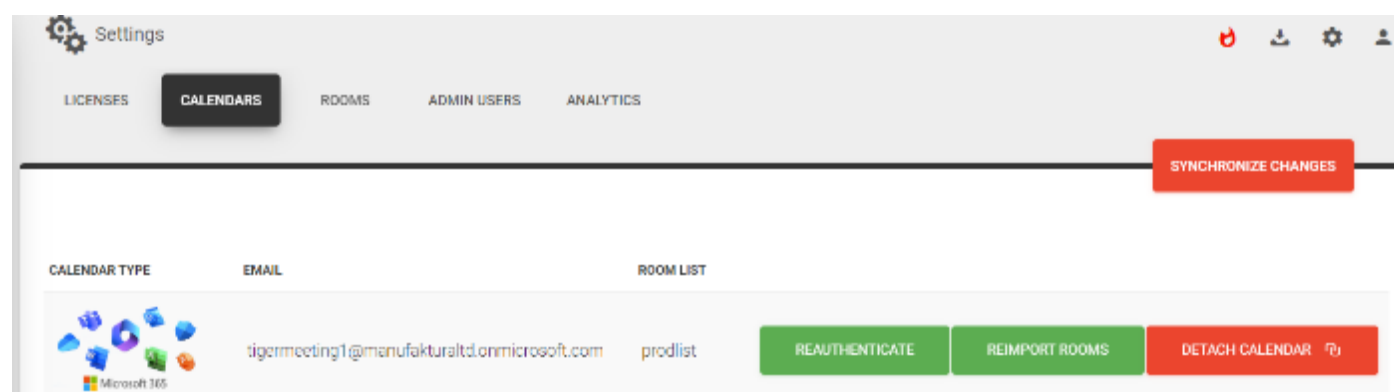 Settings
LICENSES CALENDARS ROOMS ADMIN USERS ANALYTICS
SYNCHRONIZE CHANGES
CALENDAR TYPE EMAIL ROOM LIST
tigermeeting1@manufakturaltd.onmicrosoft.com prodlist REAUTHENTICATE REIMPORT ROOMS DETACH CALENDAR
Microsoft 365